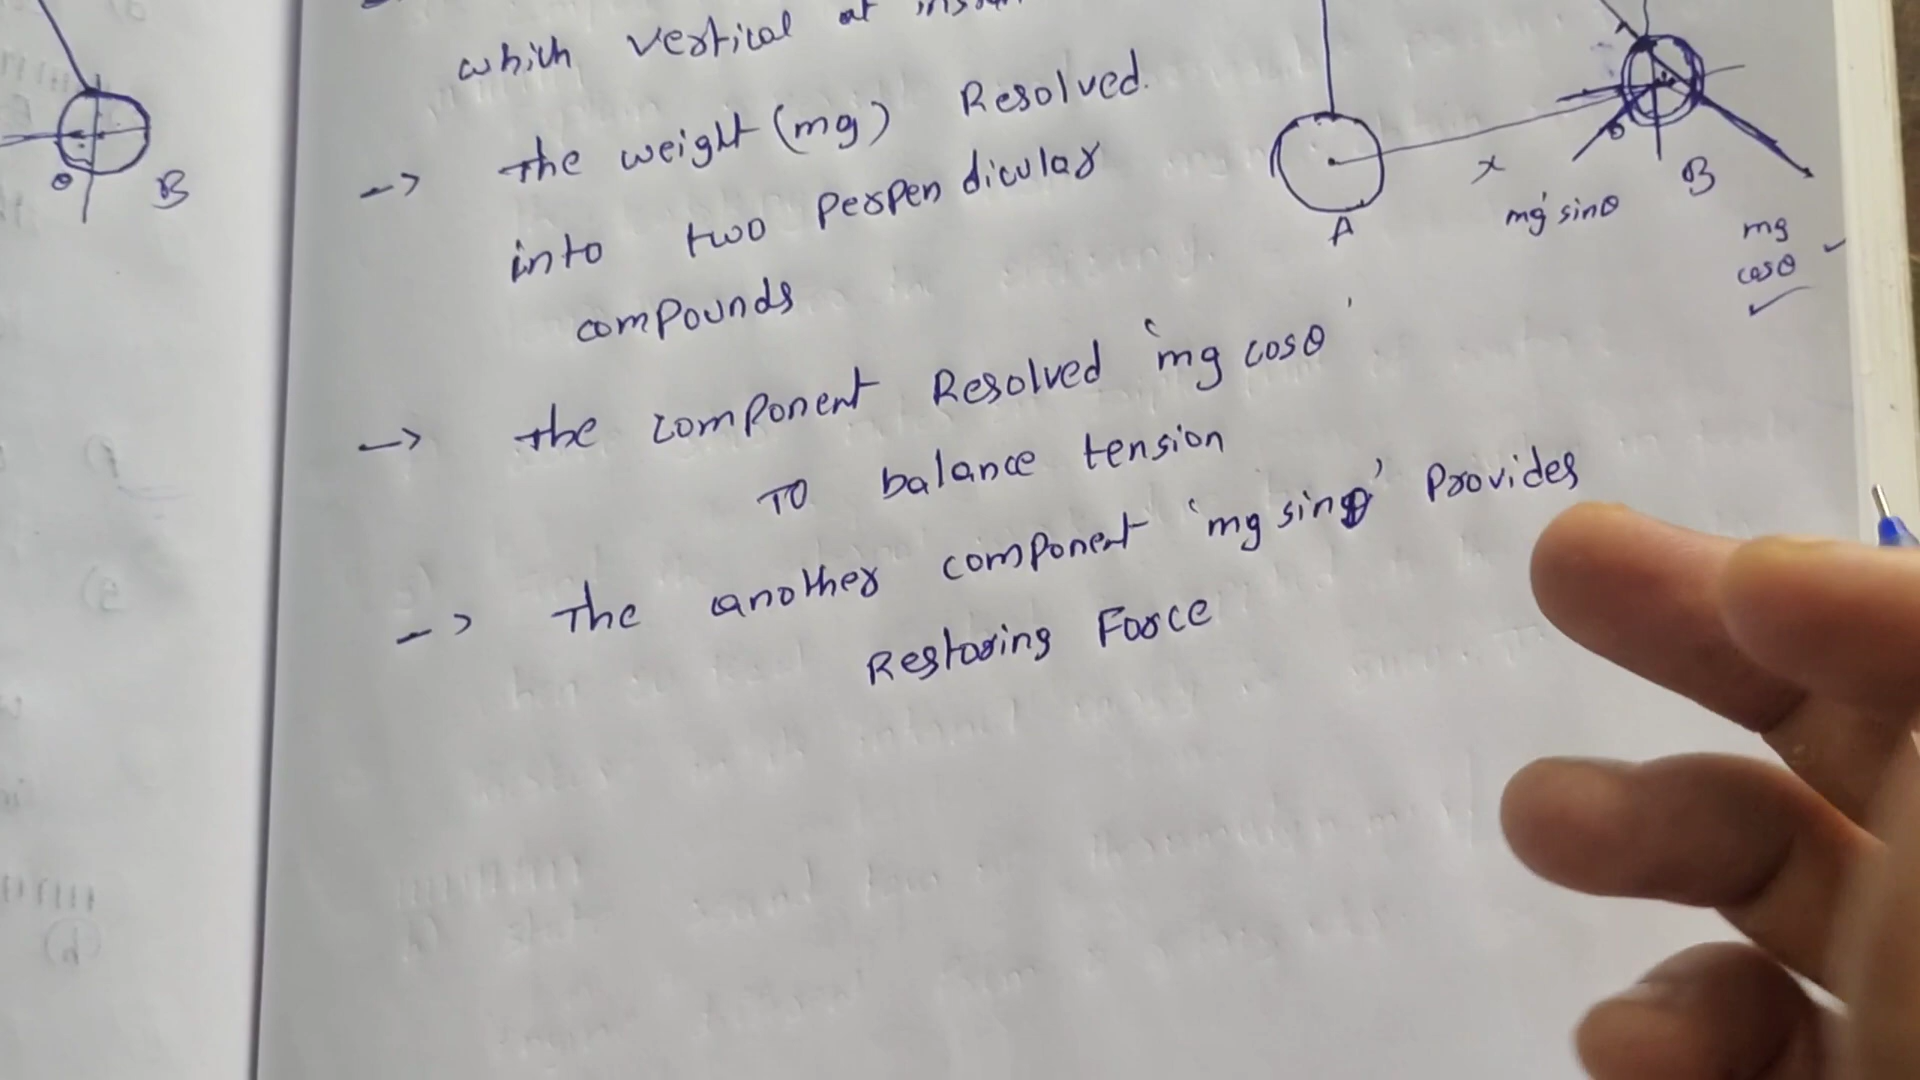 which vertical at
-> the weight (mg) Resolved.
into two perpendicular
compounds
-> the component Resolved 'mg cosθ'
TO balance tension
-> The another component 'mg sinθ' Provides
Restoring Force
A
x
mg sinθ
B
mg
cosθ
θ
θ
B